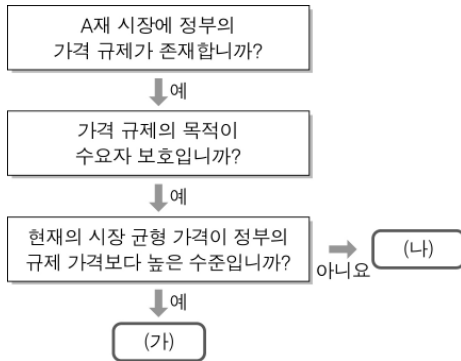 A재 시장에 정부의
가격 규제가 존재합니까?
예
가격 규제의 목적이
수요자 보호입니까?
예
현재의 시장 균형 가격이 정부의
규제 가격보다 높은 수준입니까?
아니요
(나)
예
(가)